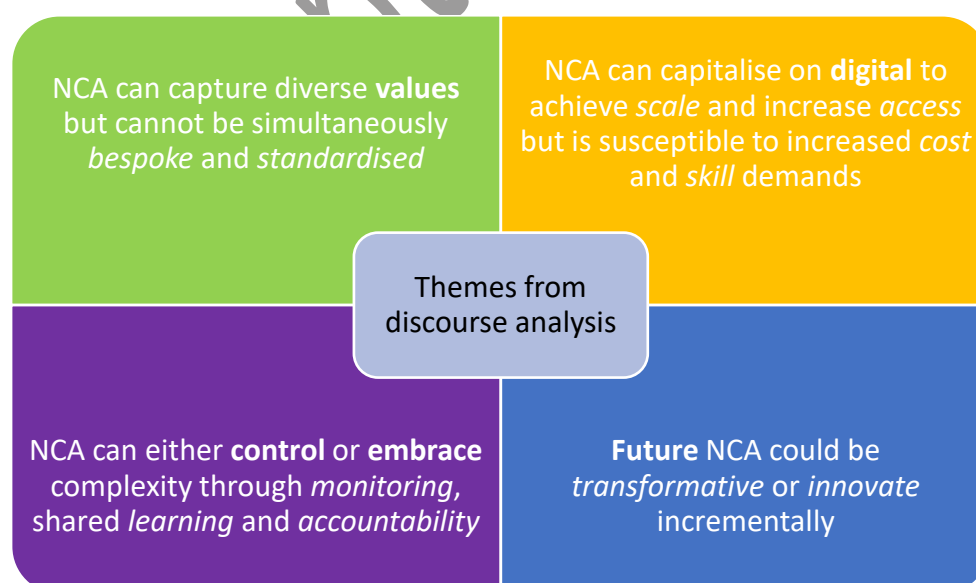 NCA can capture diverse values
but cannot be simultaneously
bespoke and standardised
NCA can capitalise on digital to
achieve scale and increase access
but is susceptible to increased cost
and skill demands
Themes from
discourse analysis
NCA can either control or embrace
complexity through monitoring,
shared learning and accountability
Future NCA could be
transformative or innovate
incrementally